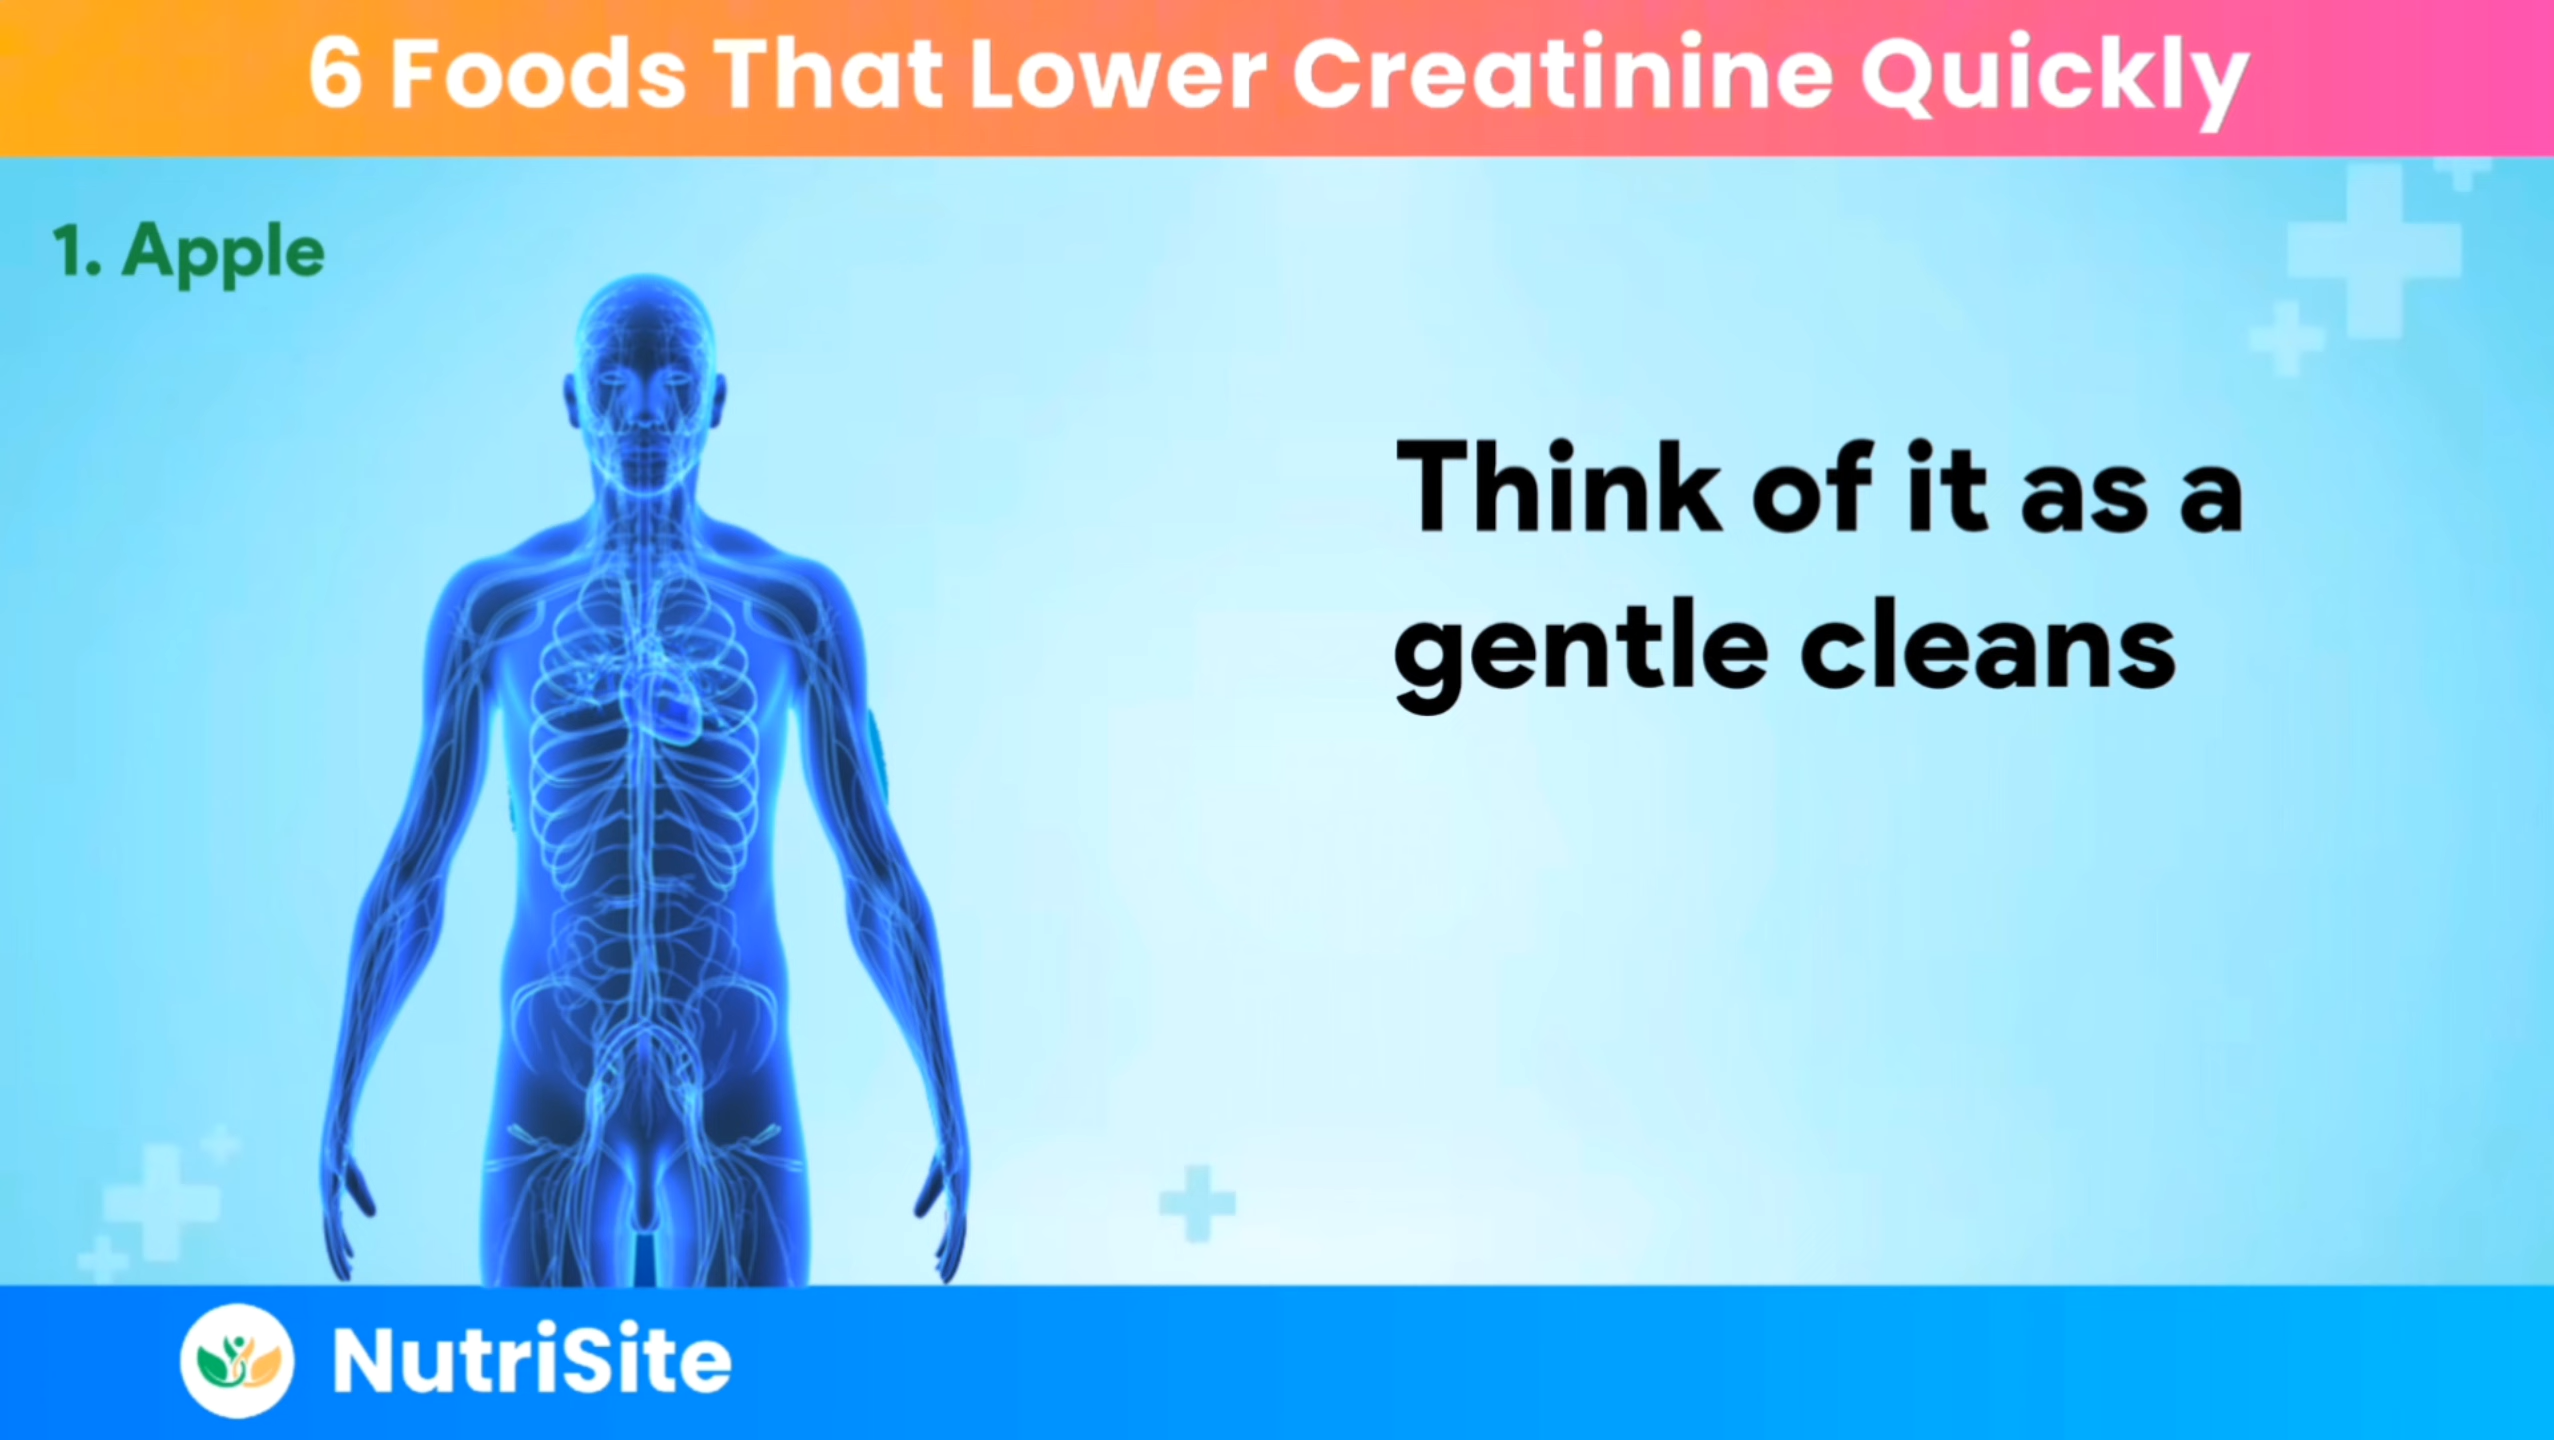 6 Foods That Lower Creatinine Quickly
1. Apple
Think of it as a
gentle cleans
NutriSite